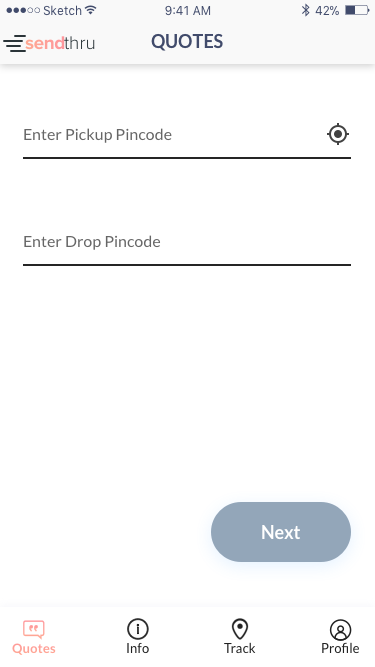 Sketch 9:41 AM 42%
sendthru QUOTES
Enter Pickup Pincode
Enter Drop Pincode
Next
Quotes Info Track Profile